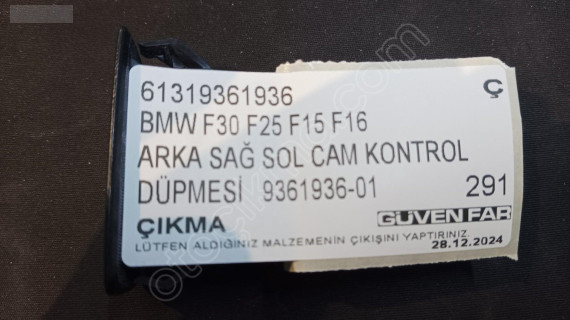 61319361936 Ç
BMW F30 F25 F15 F16
ARKA SAĞ SOL CAM KONTROL
DÜPMESİ 9361936-01 291
ÇIKMA GÜVEN FAR
LÜTFEN ALDIĞINIZ MALZEMENİN ÇIKIŞINI YAPTIRINIZ
28.12.2024